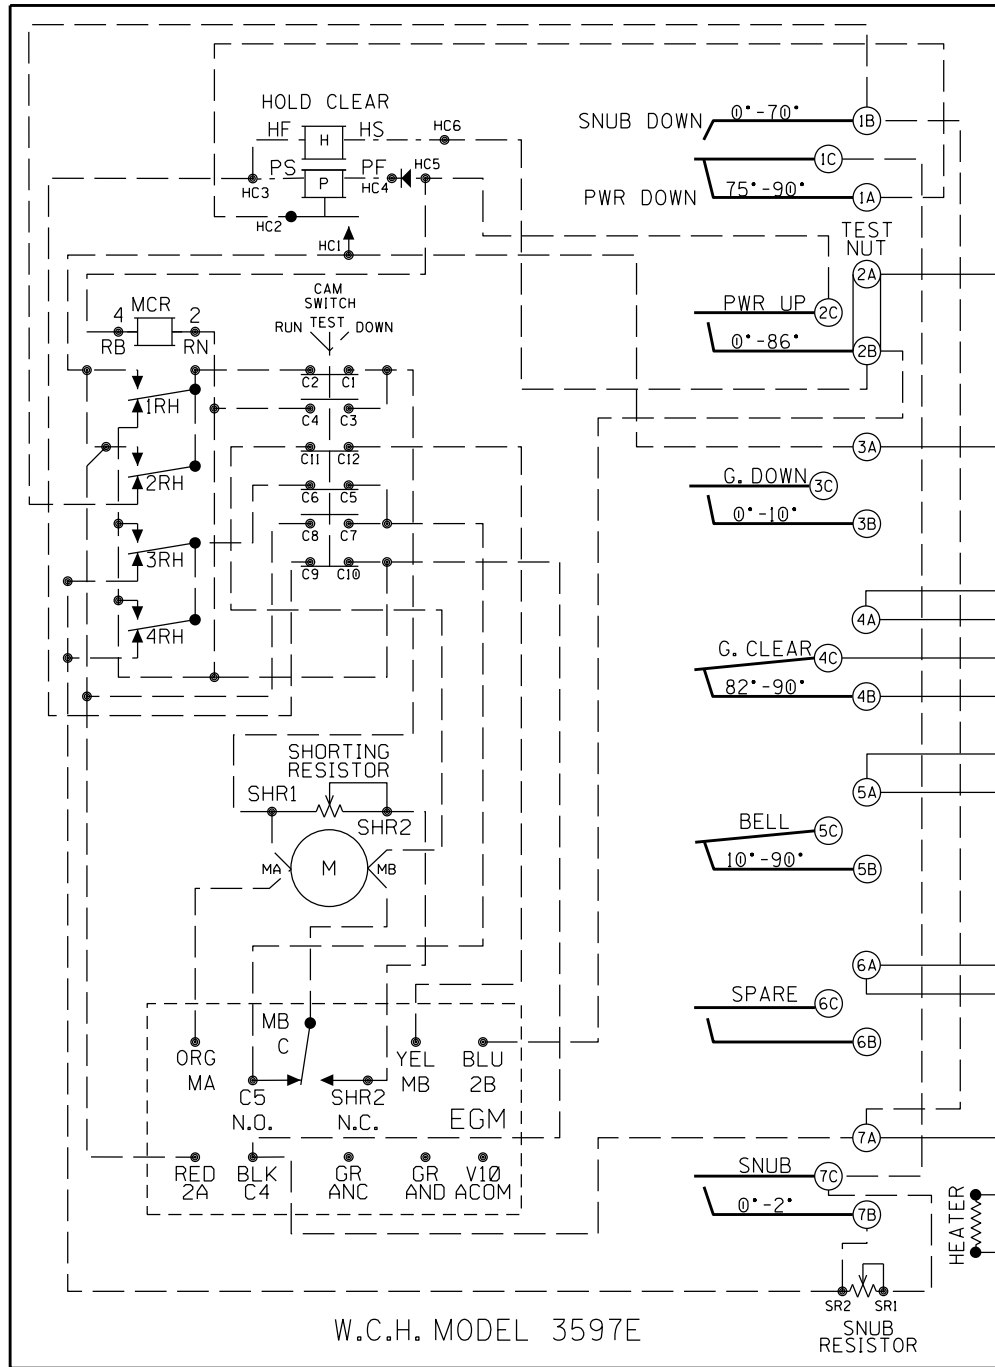 HOLD CLEAR
HF H HS HC6
PS P PF HC5
HC3 HC4
HC2
HC1
SNUB DOWN 0°-70° 1B
1C
PWR DOWN 75°-90° 1A
TEST
NUT
2A
PWR UP 2C
0°-86° 2B
CAM
SWITCH
RUN TEST DOWN
4 MCR 2
RB RN
C2 C1
1RH C4 C3
C11 C12
2RH C6 C5
C8 C7
3RH C9 C10
4RH
3A
G. DOWN 3C
0°-10° 3B
4A
G. CLEAR 4C
82°-90° 4B
SHORTING
RESISTOR
SHR1 SHR2
MA M MB
5A
BELL 5C
10°-90° 5B
6A
SPARE 6C
6B
MB
C
ORG
MA
YEL
MB
BLU
2B
C5
N.O.
SHR2
N.C.
EGM
RED
2A
BLK
C4
GR
ANC
GR
AND
V10
ACOM
7A
SNUB 7C
0°-2° 7B
HEATER
SR2 SR1
SNUB
RESISTOR
W.C.H. MODEL 3597E